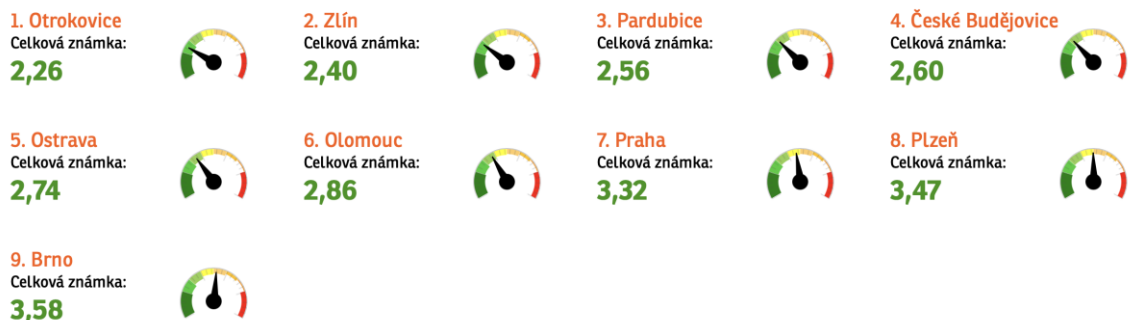 1. Otrokovice
Celková známka:
2,26
2. Zlín
Celková známka:
2,40
3. Pardubice
Celková známka:
2,56
4. České Budějovice
Celková známka:
2,60
5. Ostrava
Celková známka:
2,74
6. Olomouc
Celková známka:
2,86
7. Praha
Celková známka:
3,32
8. Plzeň
Celková známka:
3,47
9. Brno
Celková známka:
3,58